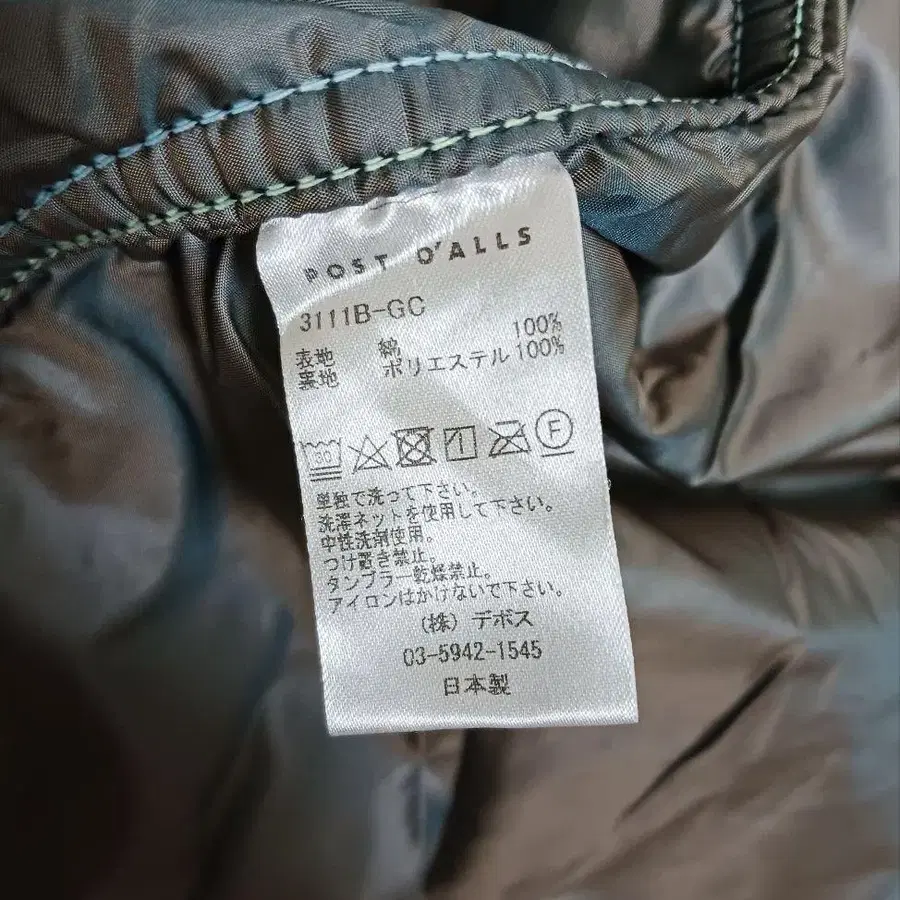 POST O'ALLS
3111B-GC
表地 綿 100%
裏地 ポリエステル 100%
30 F
単独で洗って下さい。
洗濯ネットを使用して下さい。
中性洗剤使用。
つけ置き禁止。
タンブラー乾燥禁止。
アイロンはかけないで下さい。
(株) デポス
03-5942-1545
日本製